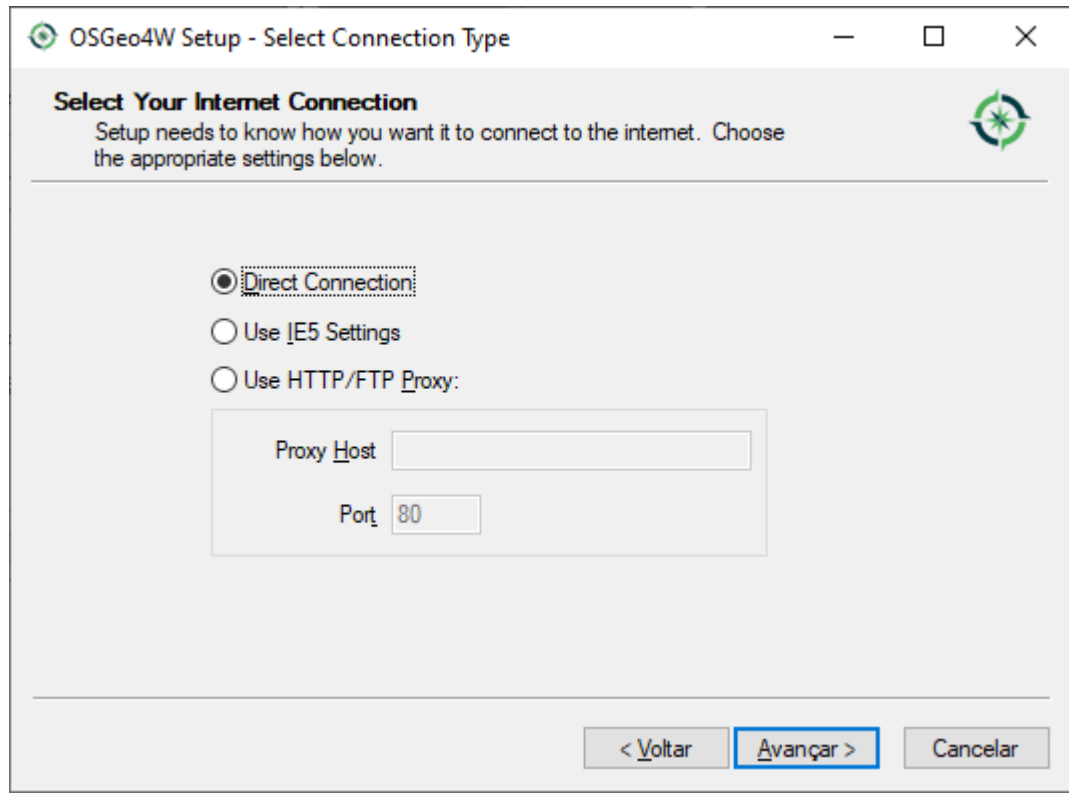 OSGeo4W Setup - Select Connection Type
Select Your Internet Connection
Setup needs to know how you want it to connect to the internet. Choose
the appropriate settings below.
Direct Connection
Use IE5 Settings
Use HTTP/FTP Proxy:
Proxy Host
Port 80
< Voltar Avançar > Cancelar